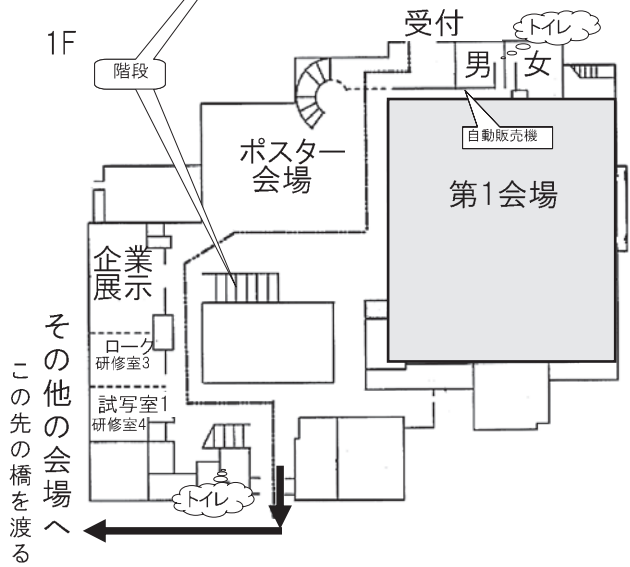 1F
受付
トイレ
階段
男
女
自動販売機
ポスター
会場
第1会場
企業
展示
ローク
研修室3
試写室1
研修室4
トイレ
その他の会場へ
この先の橋を渡る